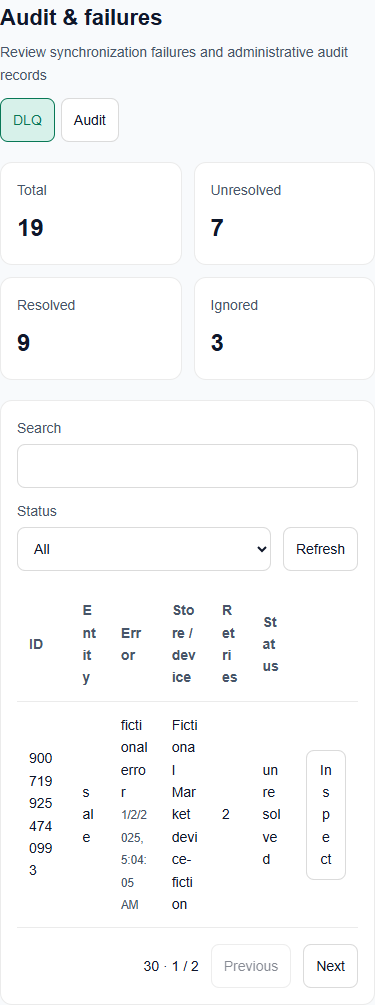 Audit & failures
Review synchronization failures and administrative audit
records
DLQ
Audit
Total
19
Unresolved
7
Resolved
9
Ignored
3
Search
Status
All
Refresh
ID
E
nt
it
y
Err
or
Sto
re /
dev
ice
R
et
ri
es
St
at
us
900
719
925
474
099
3
s
al
e
ficti
onal
erro
r
1/2/2
025,
5:04:
05
AM
Ficti
ona
l
Mar
ket
devi
ce-
ficti
on
2
un
re
sol
ve
d
In
s
p
e
ct
30 · 1 / 2
Previous
Next